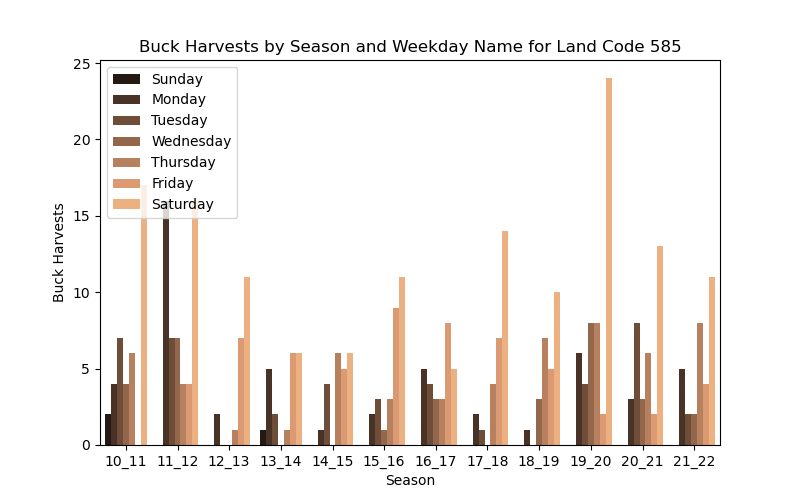 Buck Harvests by Season and Weekday Name for Land Code 585
25
20
15
10
5
0
Buck Harvests
Sunday
Monday
Tuesday
Wednesday
Thursday
Friday
Saturday
10_11 11_12 12_13 13_14 14_15 15_16 16_17 17_18 18_19 19_20 20_21 21_22
Season